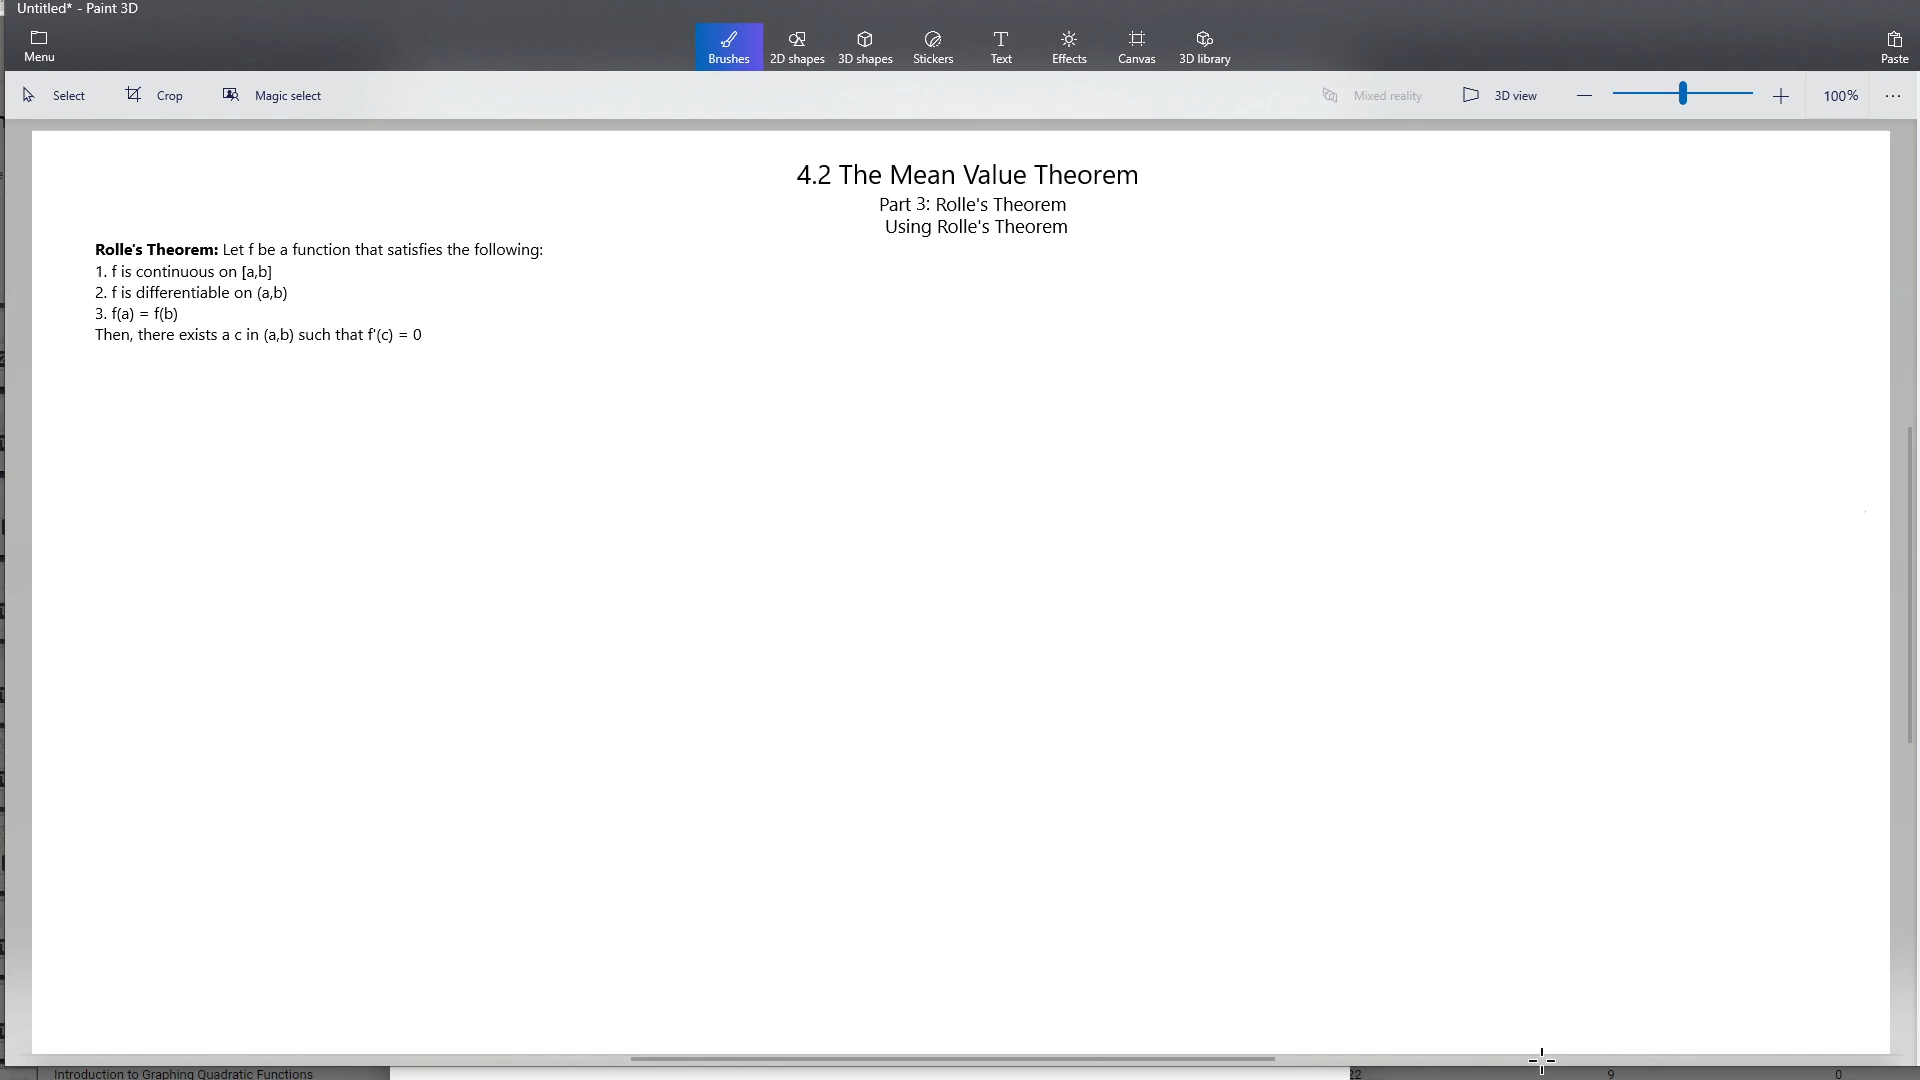 Untitled* - Paint 3D
Menu
Brushes
2D shapes
3D shapes
Stickers
Text
Effects
Canvas
3D library
Paste
Select
Crop
Magic select
Mixed reality
3D view
100%
4.2 The Mean Value Theorem
Part 3: Rolle's Theorem
Using Rolle's Theorem
Rolle's Theorem: Let f be a function that satisfies the following:
1. f is continuous on [a,b]
2. f is differentiable on (a,b)
3. f(a) = f(b)
Then, there exists a c in (a,b) such that f'(c) = 0
Introduction to Graphing Quadratic Functions
22
9
0